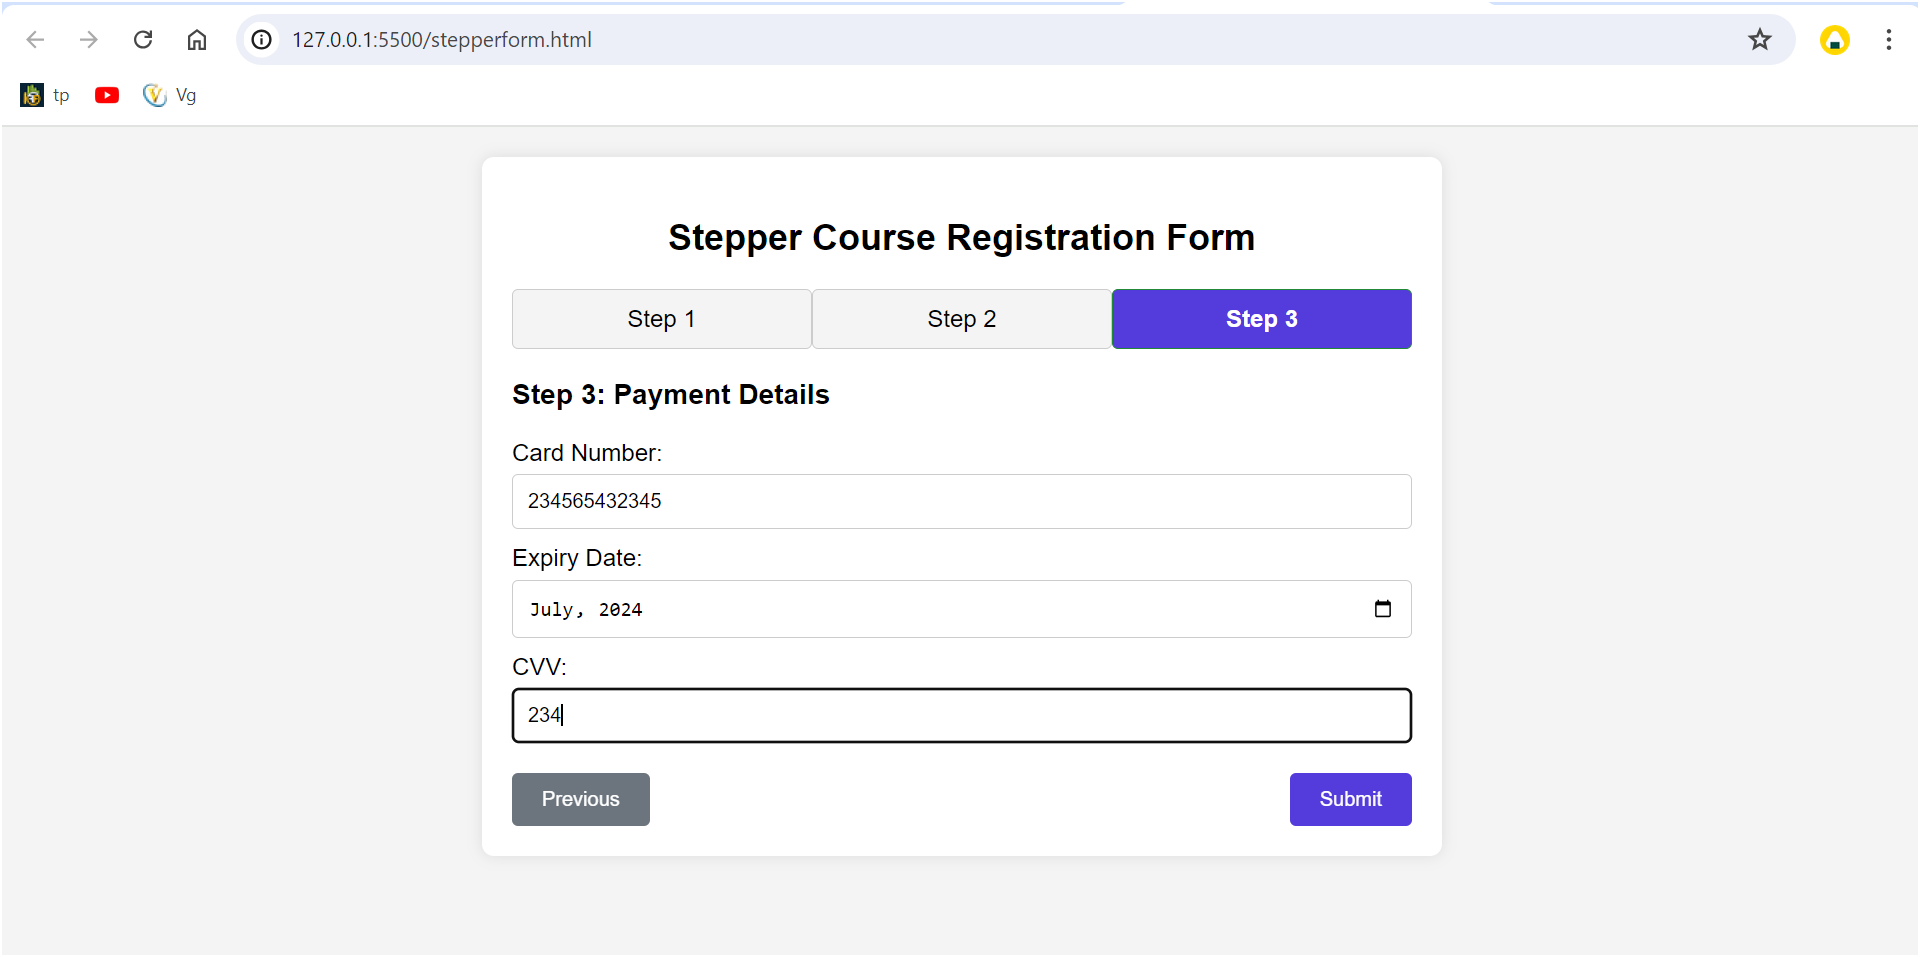 127.0.0.1:5500/stepperform.html
tp Vg
Stepper Course Registration Form
Step 1 Step 2 Step 3
Step 3: Payment Details
Card Number:
234565432345
Expiry Date:
July, 2024
CVV:
234
Previous Submit